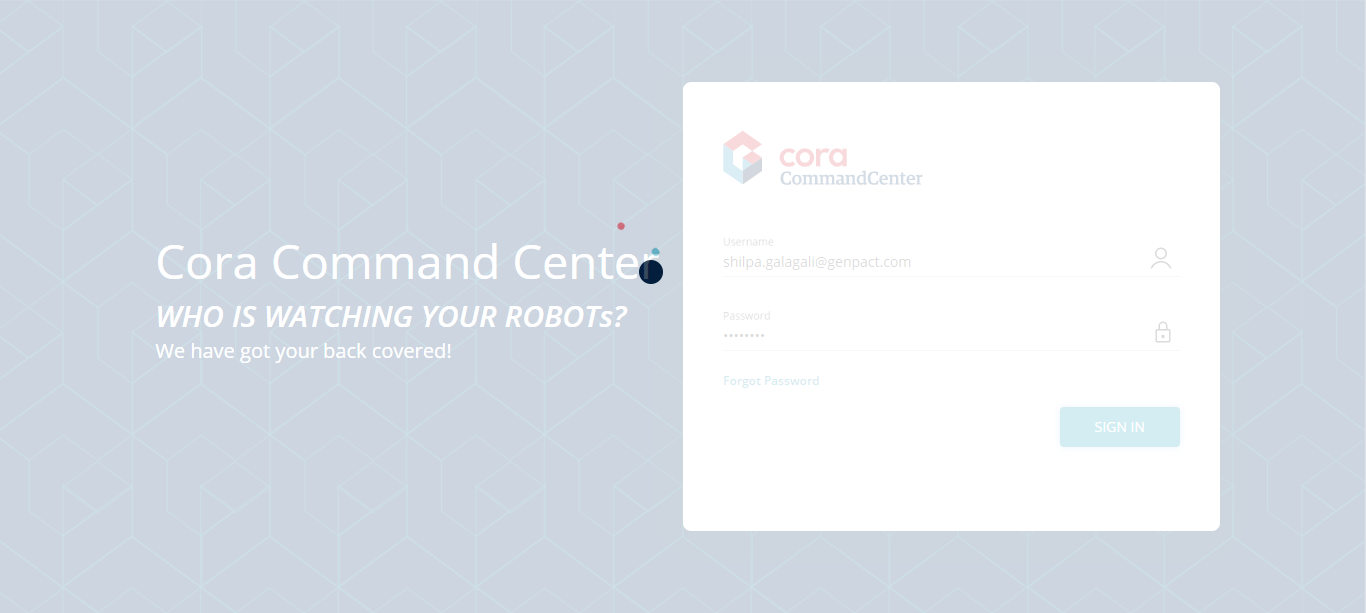 Cora Command Center
WHO IS WATCHING YOUR ROBOTs?
We have got your back covered!
cora
CommandCenter
Username
shilpa.galagali@genpact.com
Password
••••••••
Forgot Password
SIGN IN